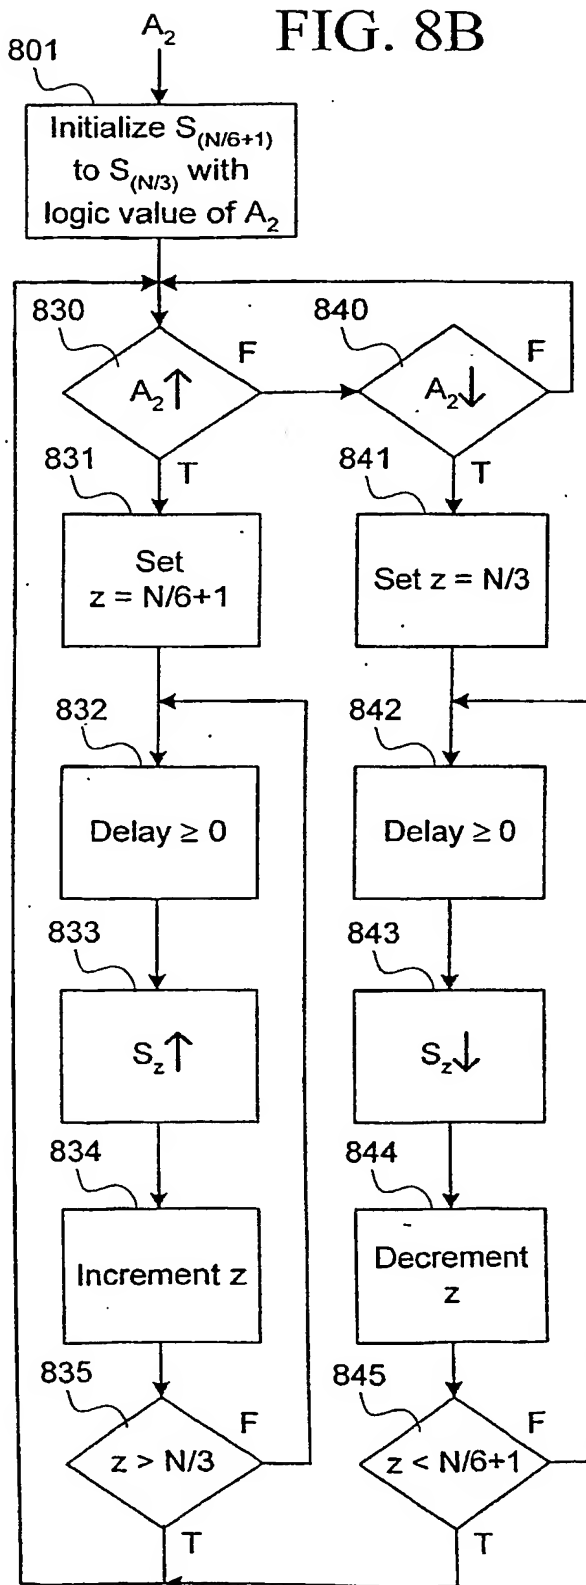 FIG. 8B
A₂
801
Initialize S₍N/6+1₎
to S₍N/3₎ with
logic value of A₂
830
A₂ ↑
F
T
840
A₂ ↓
F
T
831
Set
z = N/6+1
841
Set z = N/3
832
Delay ≥ 0
842
Delay ≥ 0
833
S_z ↑
843
S_z ↓
834
Increment z
844
Decrement
z
835
z > N/3
F
T
845
z < N/6+1
F
T